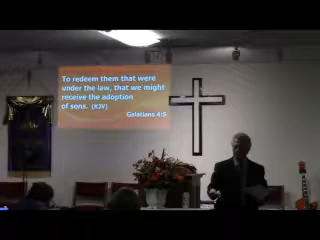 To redeem them that were
under the law, that we might
receive the adoption
of sons. (KJV)
Galatians 4:5